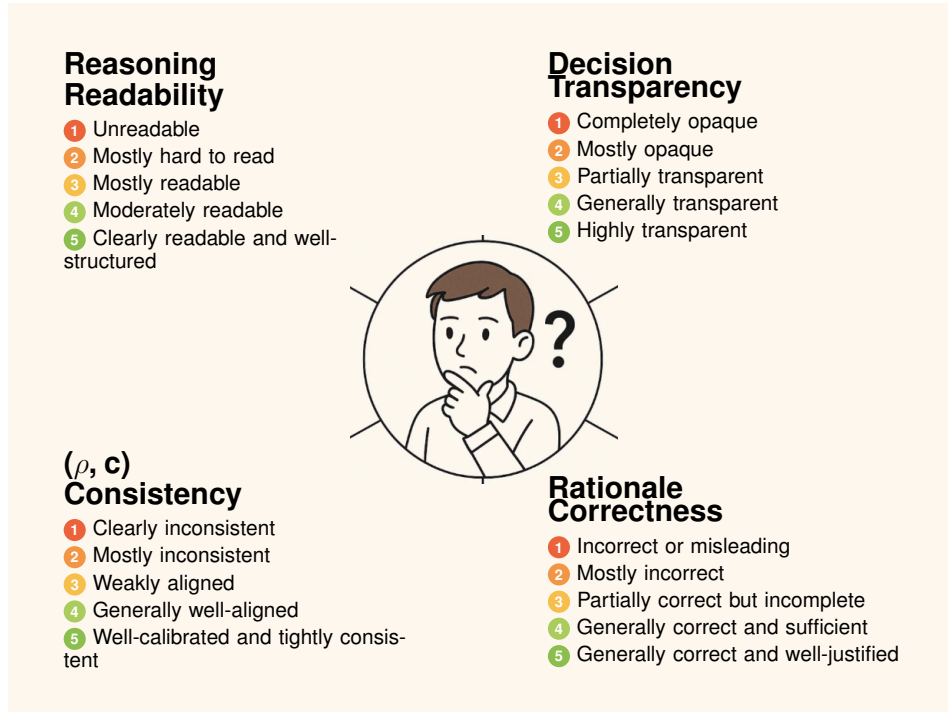 Reasoning
Readability
1 Unreadable
2 Mostly hard to read
3 Mostly readable
4 Moderately readable
5 Clearly readable and well-
structured
Decision
Transparency
1 Completely opaque
2 Mostly opaque
3 Partially transparent
4 Generally transparent
5 Highly transparent
?
(ρ, c)
Consistency
1 Clearly inconsistent
2 Mostly inconsistent
3 Weakly aligned
4 Generally well-aligned
5 Well-calibrated and tightly consis-
tent
Rationale
Correctness
1 Incorrect or misleading
2 Mostly incorrect
3 Partially correct but incomplete
4 Generally correct and sufficient
5 Generally correct and well-justified